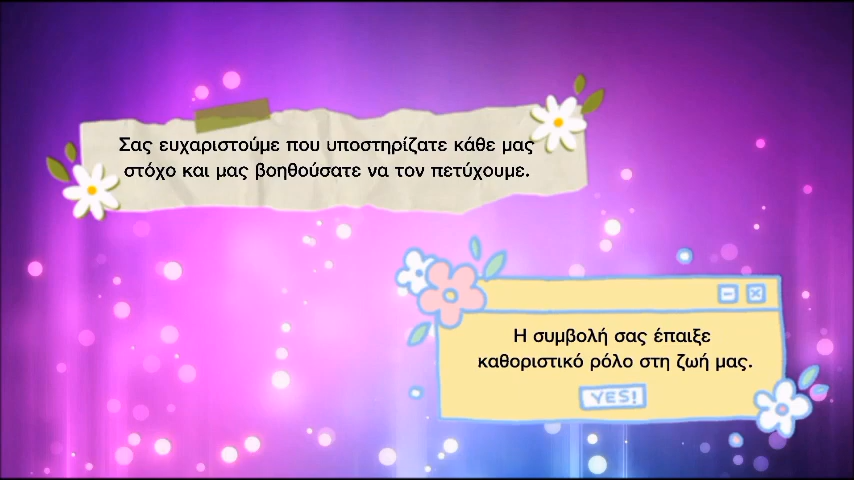 Σας ευχαριστούμε που υποστηρίζατε κάθε μας
στόχο και μας βοηθούσατε να τον πετύχουμε.
Η συμβολή σας έπαιξε
καθοριστικό ρόλο στη ζωή μας.
YES!